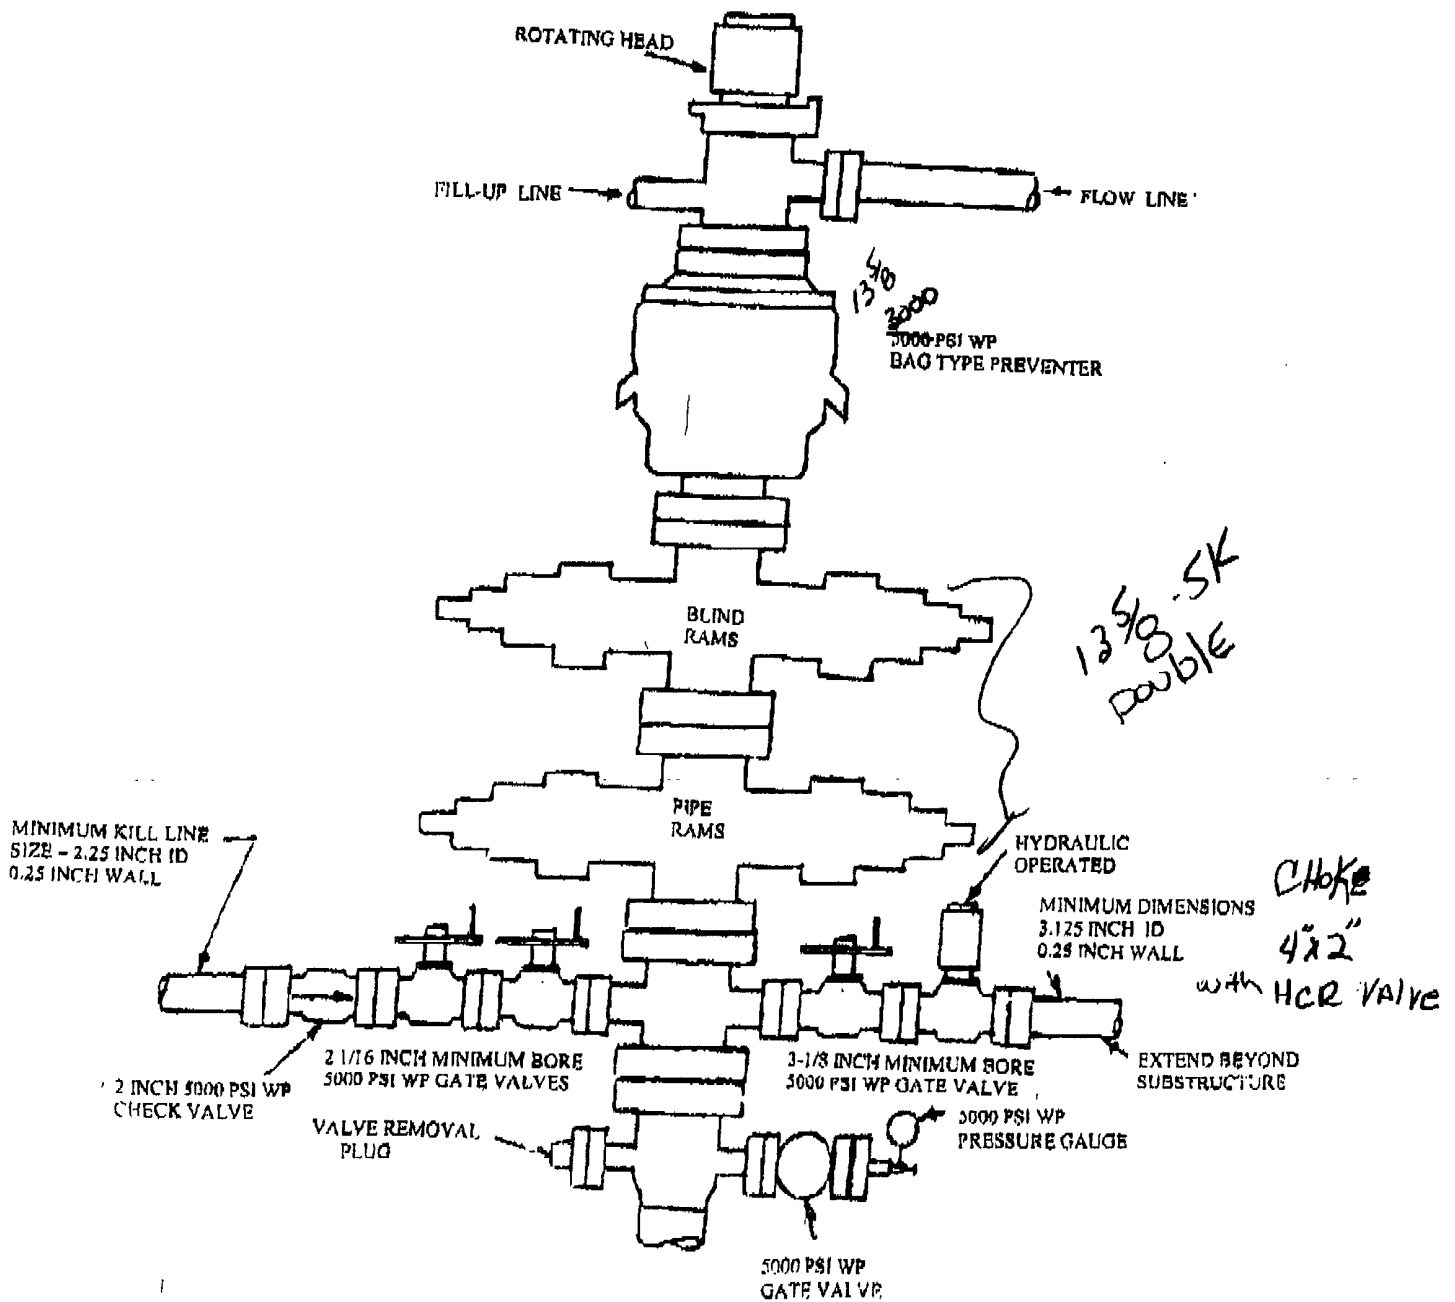 ROTATING HEAD
FILL-UP LINE
FLOW LINE
13 5/8
3000
5000 PSI WP
BAG TYPE PREVENTER
BLIND
RAMS
13 5/8 - 5K
DOUBLE
PIPE
RAMS
MINIMUM KILL LINE
SIZE - 2.25 INCH ID
0.25 INCH WALL
HYDRAULIC
OPERATED
MINIMUM DIMENSIONS
3.125 INCH ID
0.25 INCH WALL
CHOKE
4" x 2"
with HCR VALVE
2 INCH 5000 PSI WP
CHECK VALVE
2 1/16 INCH MINIMUM BORE
5000 PSI WP GATE VALVES
3-1/8 INCH MINIMUM BORE
5000 PSI WP GATE VALVE
EXTEND BEYOND
SUBSTRUCTURE
VALVE REMOVAL
PLUG
5000 PSI WP
PRESSURE GAUGE
5000 PSI WP
GATE VALVE